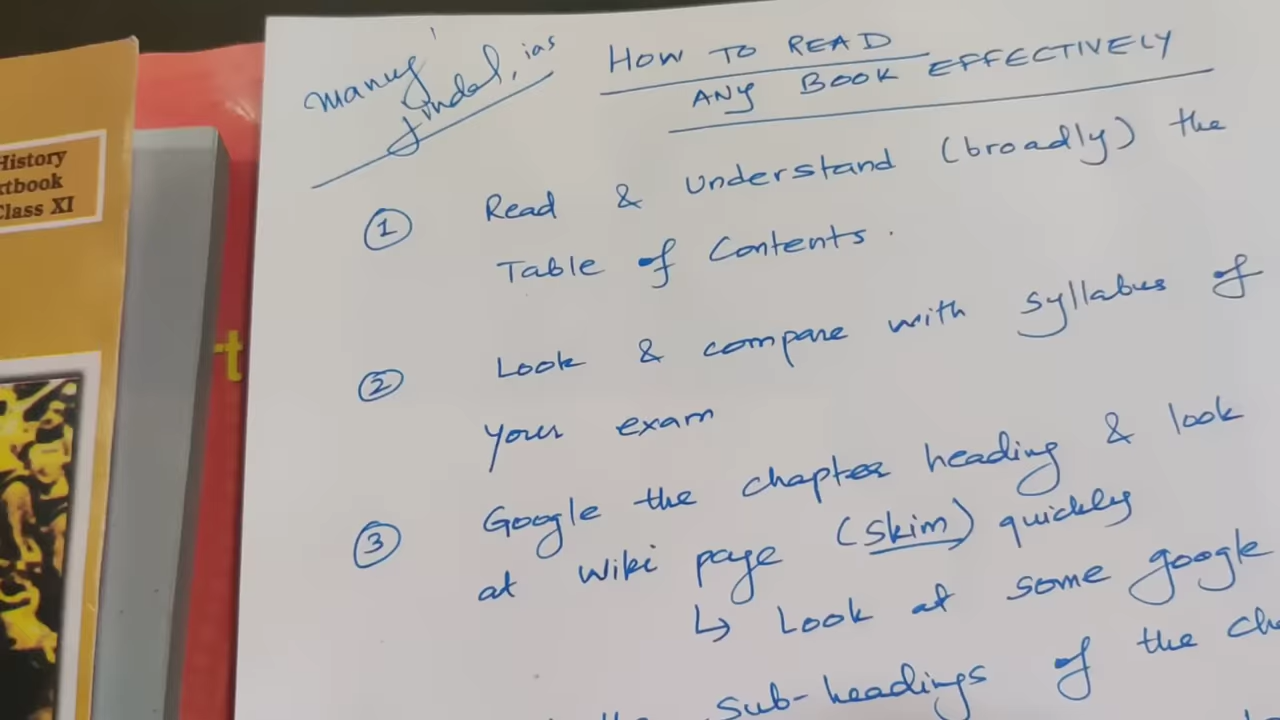 History
Class XI
Manuj
Jindal, ias
HOW TO READ
ANY BOOK EFFECTIVELY
1 Read & Understand (broadly) the
Table of Contents.
2 Look & compare with syllabus of
your exam
3 Google the chapter heading & look
at Wiki page (skim) quickly
↳ Look at some google
sub-headings of the